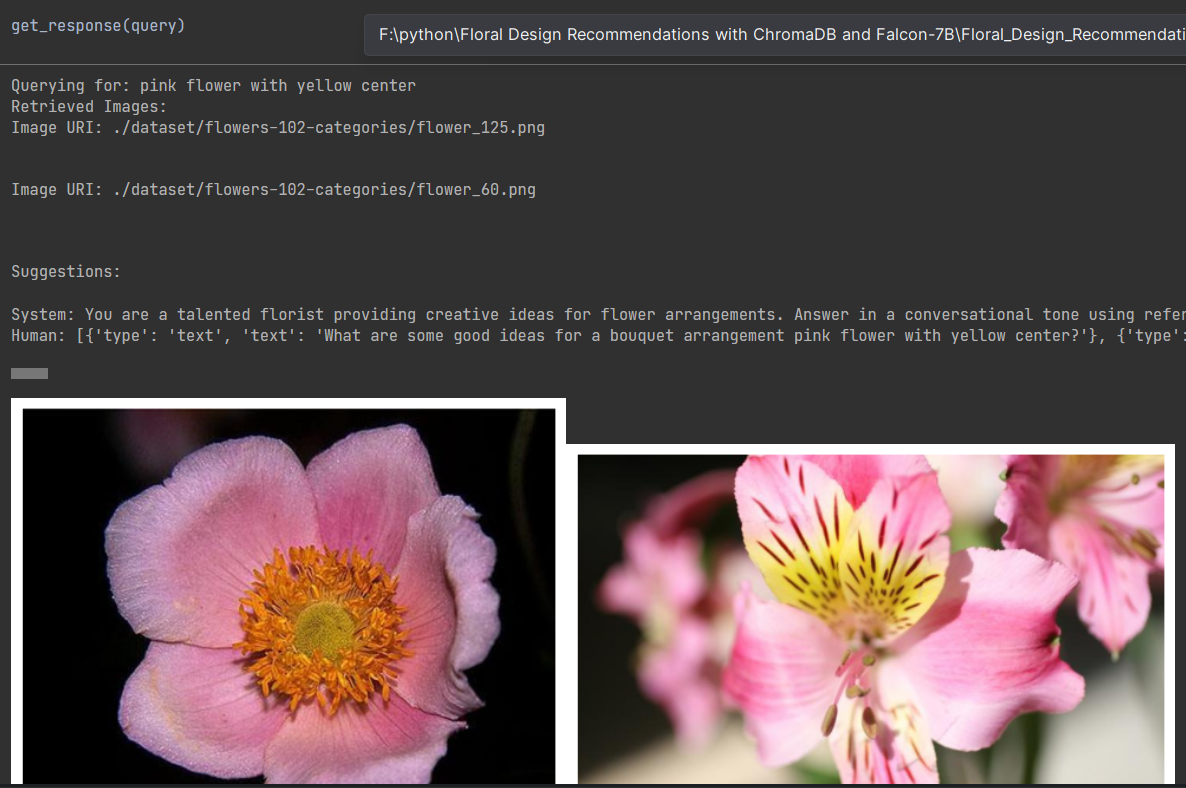 get_response(query)
F:\python\Floral Design Recommendations with ChromaDB and Falcon-7B\Floral_Design_Recommendati
Querying for: pink flower with yellow center
Retrieved Images:
Image URI: ./dataset/flowers-102-categories/flower_125.png
Image URI: ./dataset/flowers-102-categories/flower_60.png
Suggestions:
System: You are a talented florist providing creative ideas for flower arrangements. Answer in a conversational tone using refer
Human: [{'type': 'text', 'text': 'What are some good ideas for a bouquet arrangement pink flower with yellow center?'}, {'type':